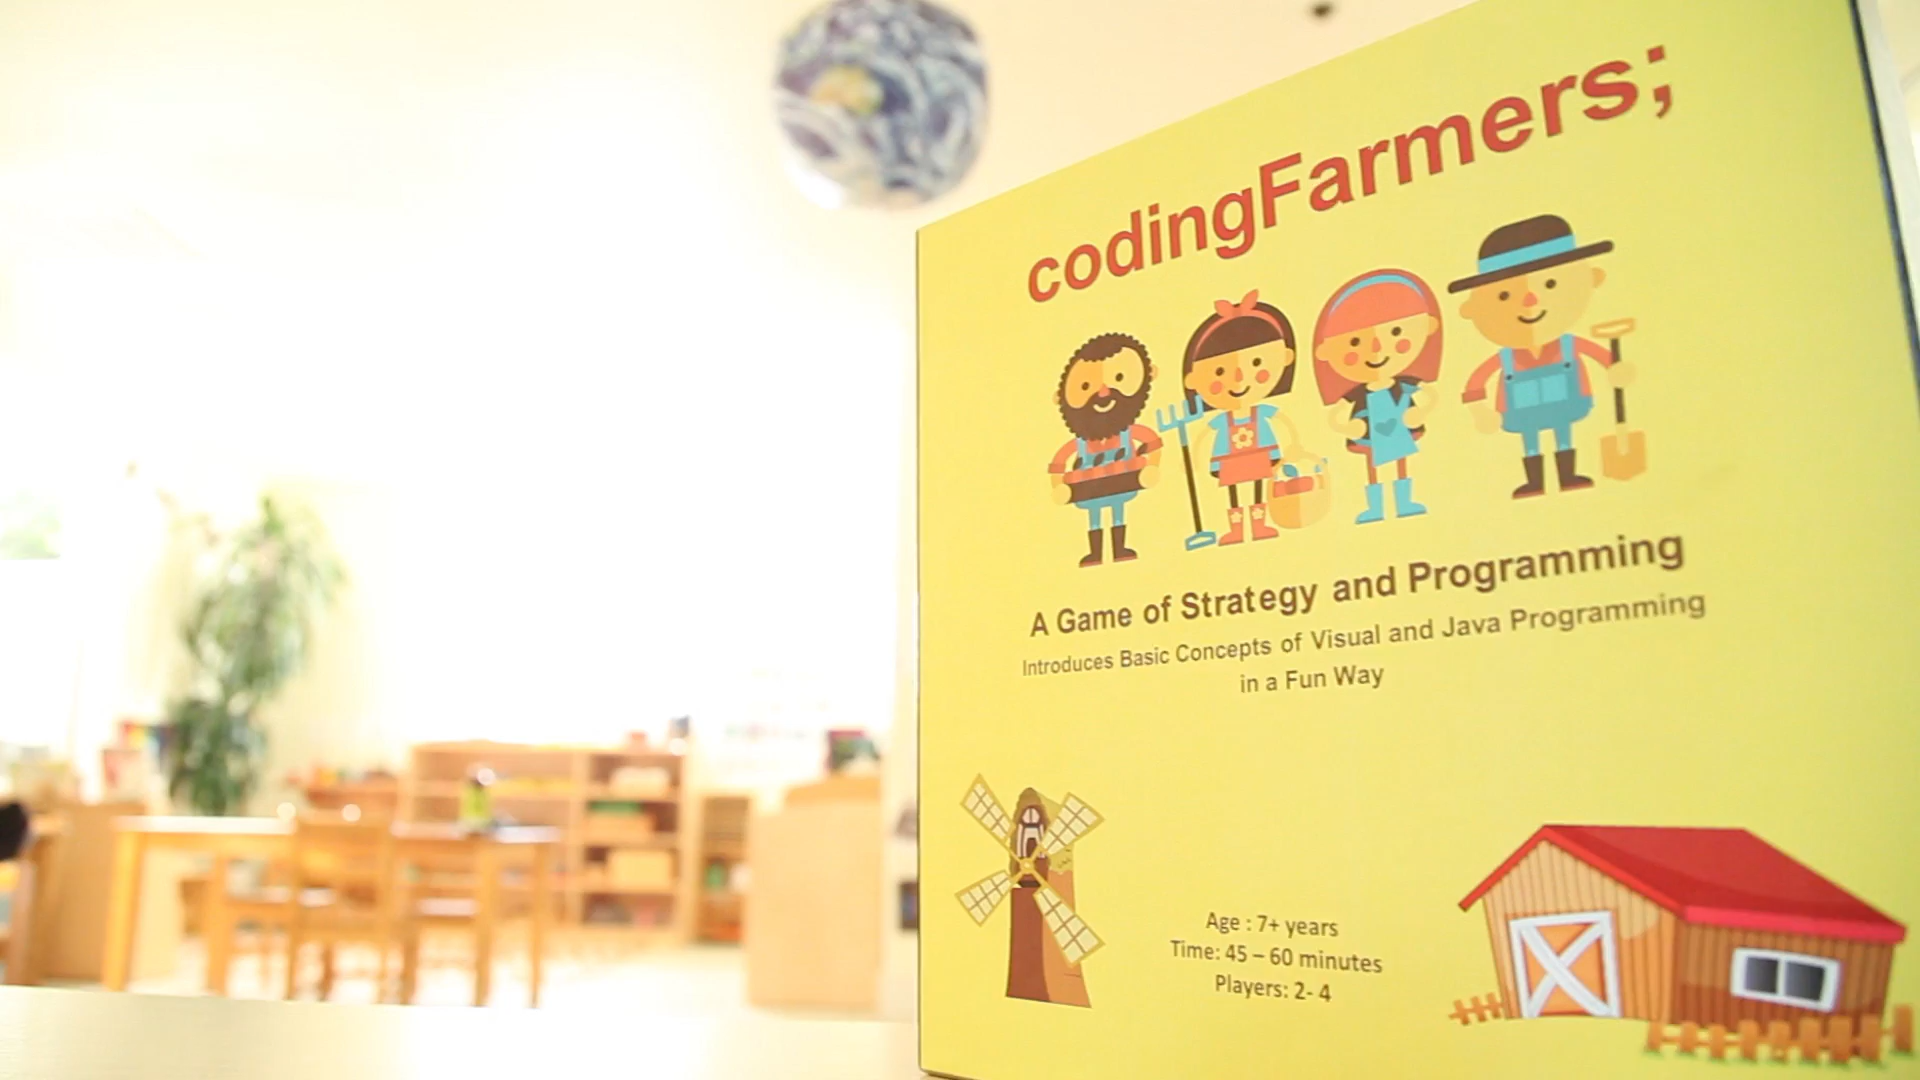 codingFarmers;
A Game of Strategy and Programming
Introduces Basic Concepts of Visual and Java Programming
in a Fun Way
Age : 7+ years
Time: 45 – 60 minutes
Players: 2- 4